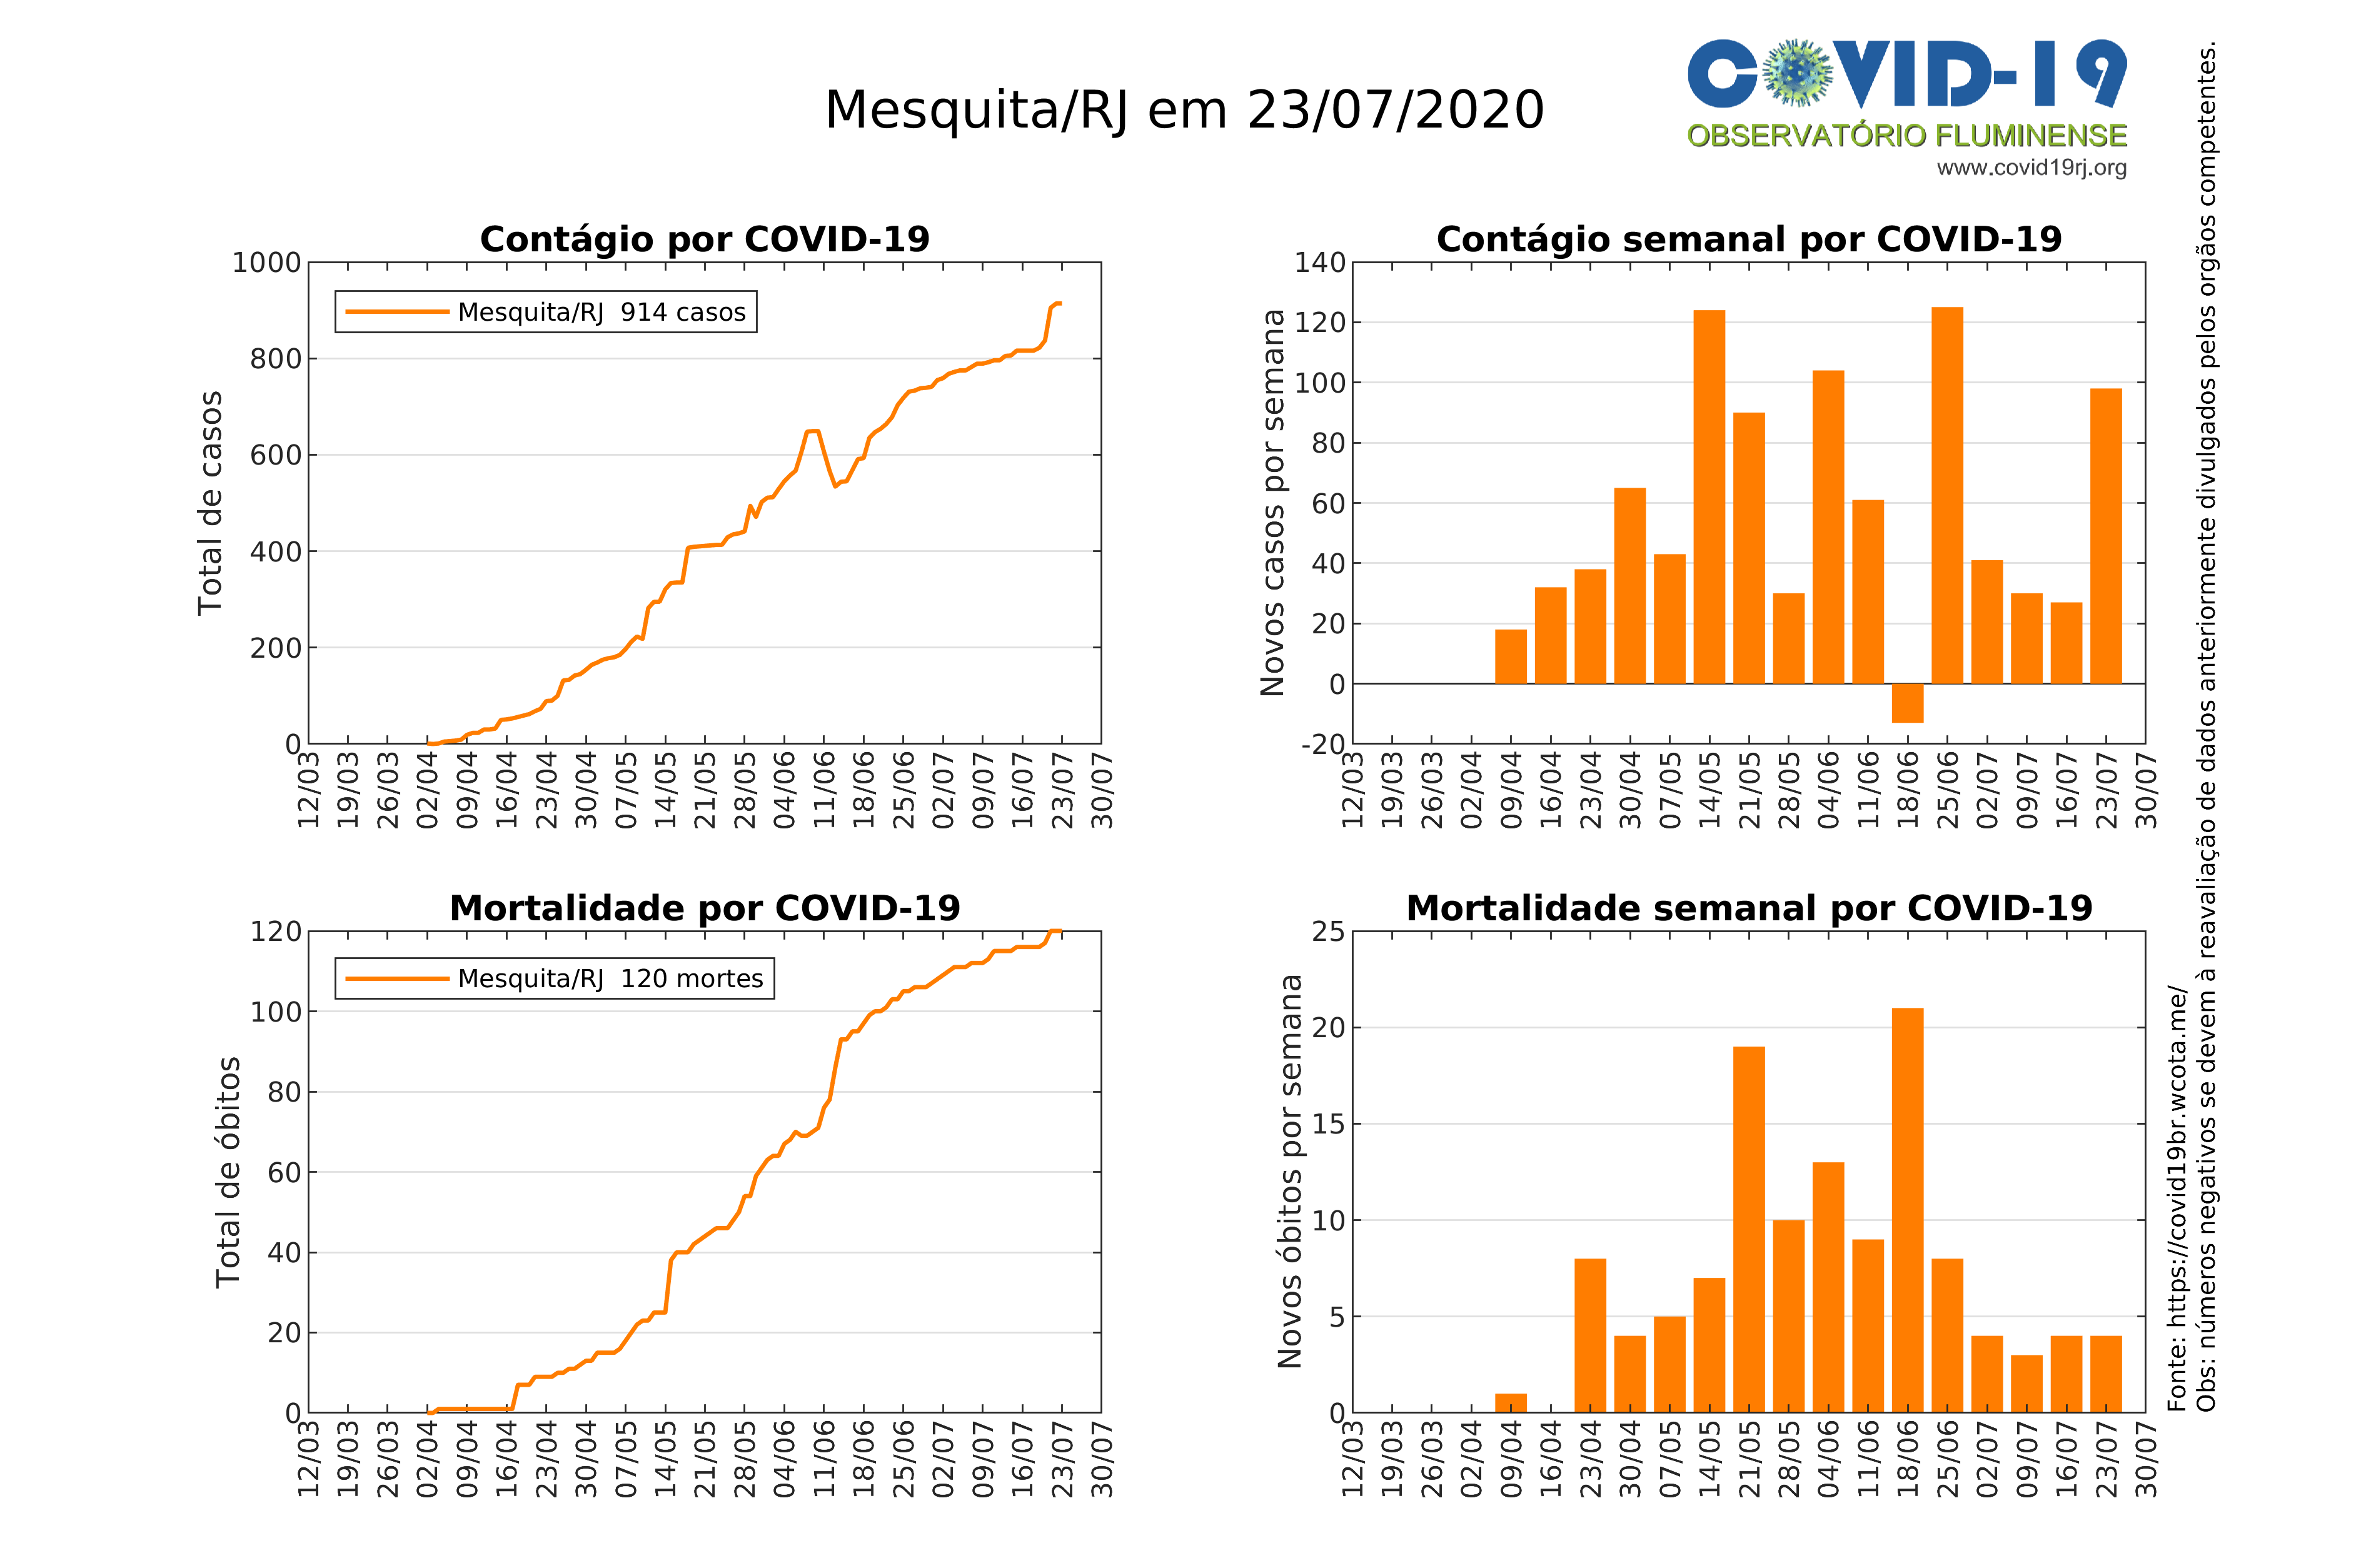 Mesquita/RJ em 23/07/2020
COVID-19
OBSERVATÓRIO FLUMINENSE
www.covid19rj.org
Contágio por COVID-19
Total de casos
1000
800
600
400
200
0
Mesquita/RJ 914 casos
12/03 19/03 26/03 02/04 09/04 16/04 23/04 30/04 07/05 14/05 21/05 28/05 04/06 11/06 18/06 25/06 02/07 09/07 16/07 23/07 30/07
Contágio semanal por COVID-19
Novos casos por semana
140
120
100
80
60
40
20
0
-20
12/03 19/03 26/03 02/04 09/04 16/04 23/04 30/04 07/05 14/05 21/05 28/05 04/06 11/06 18/06 25/06 02/07 09/07 16/07 23/07 30/07
Mortalidade por COVID-19
Total de óbitos
120
100
80
60
40
20
0
Mesquita/RJ 120 mortes
12/03 19/03 26/03 02/04 09/04 16/04 23/04 30/04 07/05 14/05 21/05 28/05 04/06 11/06 18/06 25/06 02/07 09/07 16/07 23/07 30/07
Mortalidade semanal por COVID-19
Novos óbitos por semana
25
20
15
10
5
0
12/03 19/03 26/03 02/04 09/04 16/04 23/04 30/04 07/05 14/05 21/05 28/05 04/06 11/06 18/06 25/06 02/07 09/07 16/07 23/07 30/07
Fonte: https://covid19br.wcota.me/
Obs: números negativos se devem à reavaliação de dados anteriormente divulgados pelos orgãos competentes.